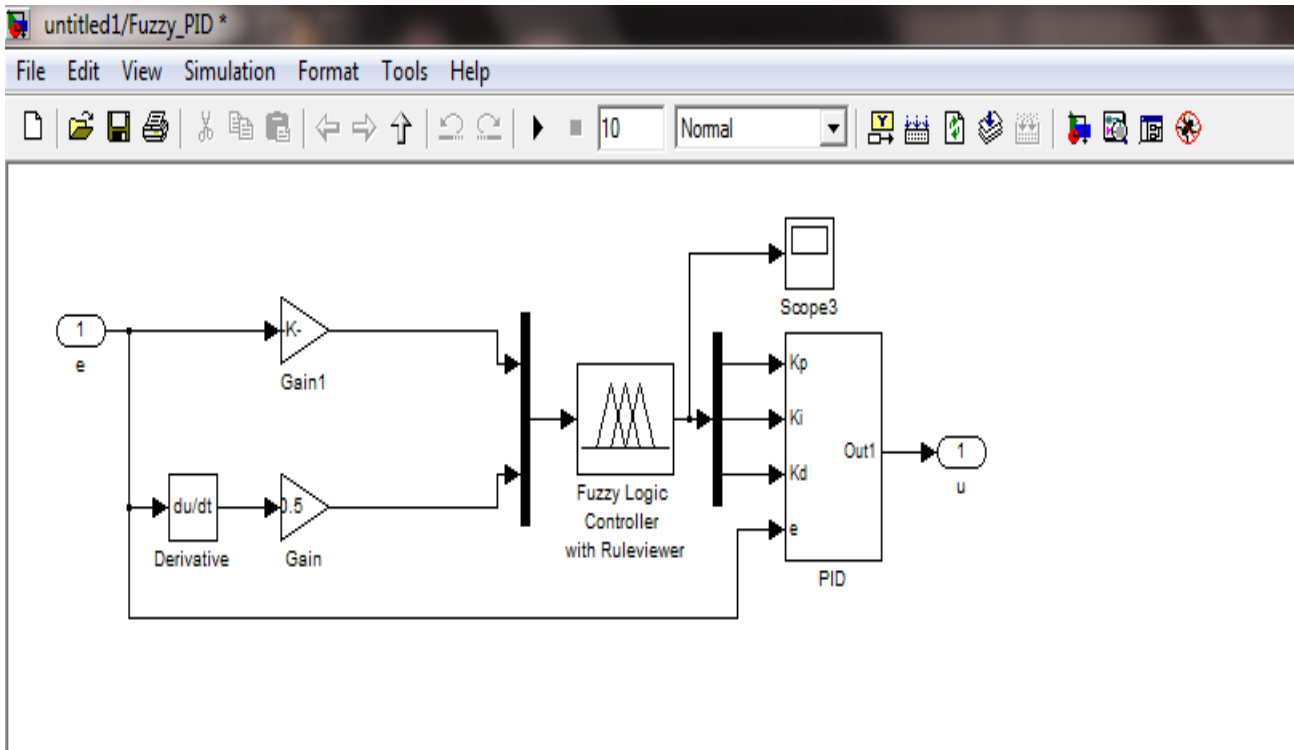 untitled1/Fuzzy_PID *
File Edit View Simulation Format Tools Help
10 Normal
Scope3
1
e
K-
Gain1
du/dt
Derivative
0.5
Gain
Fuzzy Logic
Controller
with Ruleviewer
Kp
Ki
Kd
e
Out1
PID
1
u